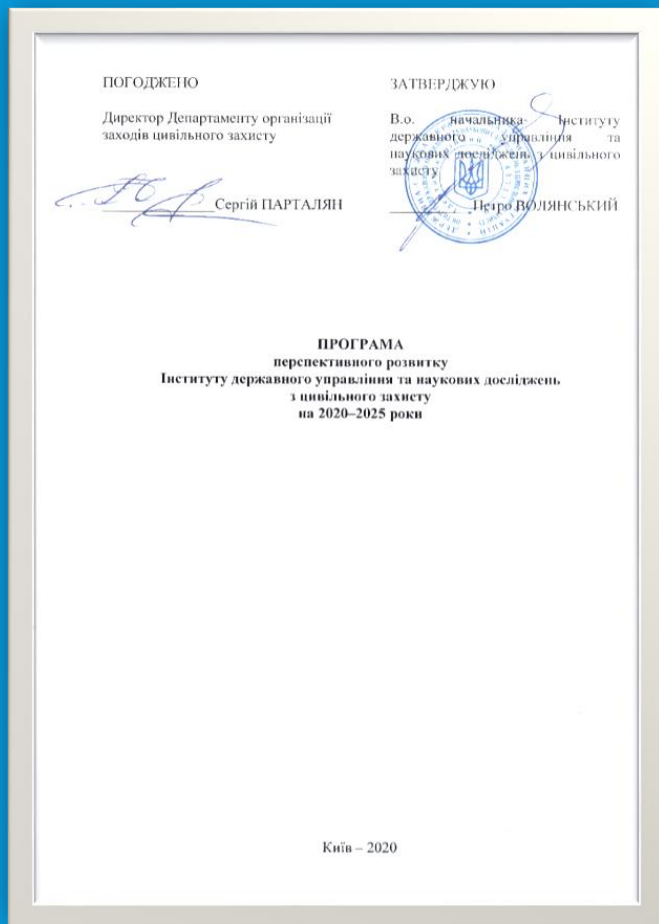 ПОГОДЖЕНО
Директор Департаменту організації
заходів цивільного захисту
Сергій ПАРТАЛЯН
ЗАТВЕРДЖУЮ
В.о. начальника Інституту
державного управління та
наукових досліджень з цивільного
захисту
Петро ВОЛЯНСЬКИЙ
ПРОГРАМА
перспективного розвитку
Інституту державного управління та наукових досліджень
з цивільного захисту
на 2020–2025 роки
Київ – 2020